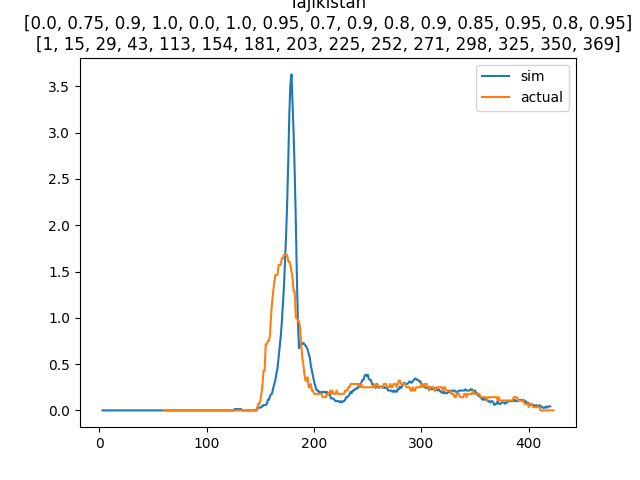 Tajikistan
[0.0, 0.75, 0.9, 1.0, 0.0, 1.0, 0.95, 0.7, 0.9, 0.8, 0.9, 0.85, 0.95, 0.8, 0.95]
[1, 15, 29, 43, 113, 154, 181, 203, 225, 252, 271, 298, 325, 350, 369]
sim
actual
3.5
3.0
2.5
2.0
1.5
1.0
0.5
0.0
0 100 200 300 400